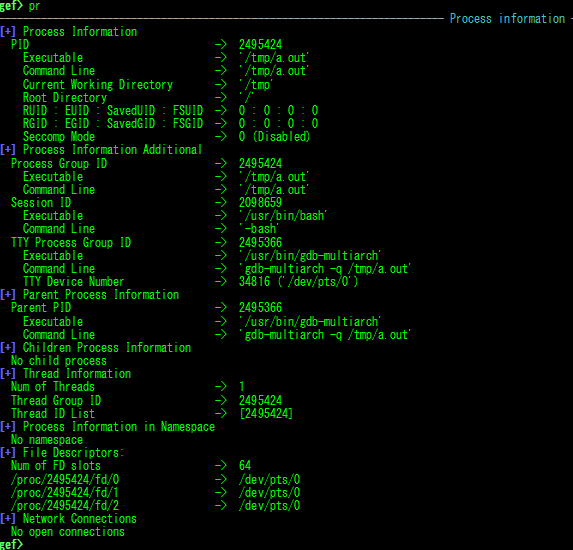 gef> pr
Process information
[+] Process Information
PID -> 2495424
Executable -> '/tmp/a.out'
Command Line -> '/tmp/a.out'
Current Working Directory -> '/tmp'
Root Directory -> '/'
RUID : EUID : SavedUID : FSUID -> 0 : 0 : 0 : 0
RGID : EGID : SavedGID : FSGID -> 0 : 0 : 0 : 0
Seccomp Mode -> 0 (Disabled)
[+] Process Information Additional
Process Group ID -> 2495424
Executable -> '/tmp/a.out'
Command Line -> '/tmp/a.out'
Session ID -> 2098659
Executable -> '/usr/bin/bash'
Command Line -> '-bash'
TTY Process Group ID -> 2495366
Executable -> '/usr/bin/gdb-multiarch'
Command Line -> 'gdb-multiarch -q /tmp/a.out'
TTY Device Number -> 34816 ('/dev/pts/0')
[+] Parent Process Information
Parent PID -> 2495366
Executable -> '/usr/bin/gdb-multiarch'
Command Line -> 'gdb-multiarch -q /tmp/a.out'
[+] Children Process Information
No child process
[+] Thread Information
Num of Threads -> 1
Thread Group ID -> 2495424
Thread ID List -> [2495424]
[+] Process Information in Namespace
No namespace
[+] File Descriptors:
Num of FD slots -> 64
/proc/2495424/fd/0 -> /dev/pts/0
/proc/2495424/fd/1 -> /dev/pts/0
/proc/2495424/fd/2 -> /dev/pts/0
[+] Network Connections
No open connections
gef>